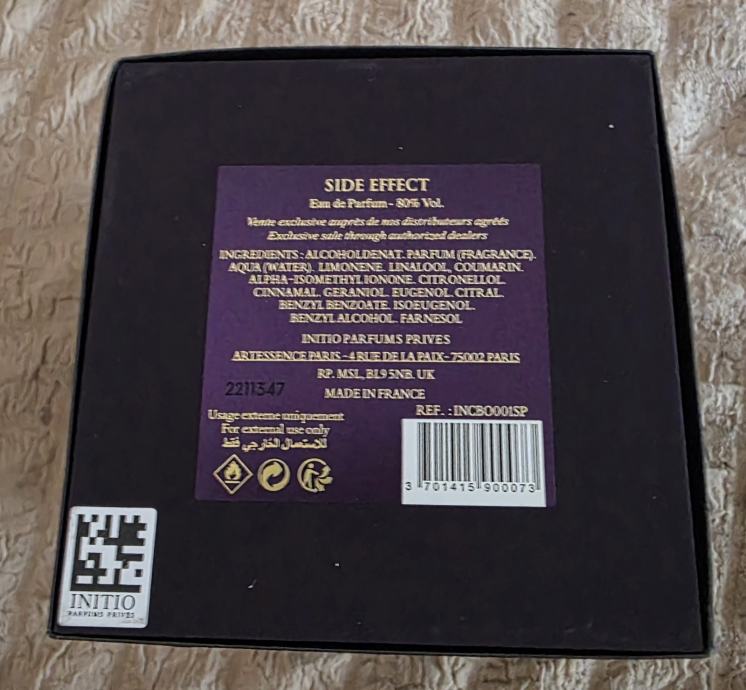 SIDE EFFECT
Eau de Parfum - 80% Vol.
Vente exclusive auprès de nos distributeurs agréés
Exclusive sale through authorized dealers
INGREDIENTS : ALCOHOL DENAT. PARFUM (FRAGRANCE).
AQUA (WATER). LIMONENE. LINALOOL, COUMARIN.
ALPHA-ISOMETHYL IONONE. CITRONELLOL.
CINNAMAL. GERANIOL. EUGENOL. CITRAL.
BENZYL BENZOATE. ISOEUGENOL.
BENZYL ALCOHOL. FARNESOL
INITIO PARFUMS PRIVES
ARTESSENCE PARIS - 4 RUE DE LA PAIX - 75002 PARIS
RP. MSL, BL9 5NB. UK
MADE IN FRANCE
2211347
REF. : INCBO001SP
Usage externe uniquement
For external use only
للاستعمال الخارجي فقط
3 701415 900073
INITIO
PARFUMS PRIVES